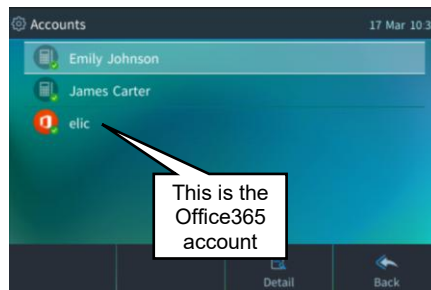 Accounts
17 Mar 10:3
Emily Johnson
James Carter
elic
This is the
Office365
account
Detail
Back